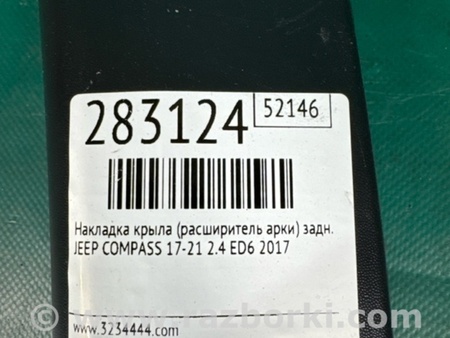 283124
52146
Накладка крыла (расширитель арки) задн.
JEEP COMPASS 17-21 2.4 ED6 2017
www.3234444.com
www.razborki.com